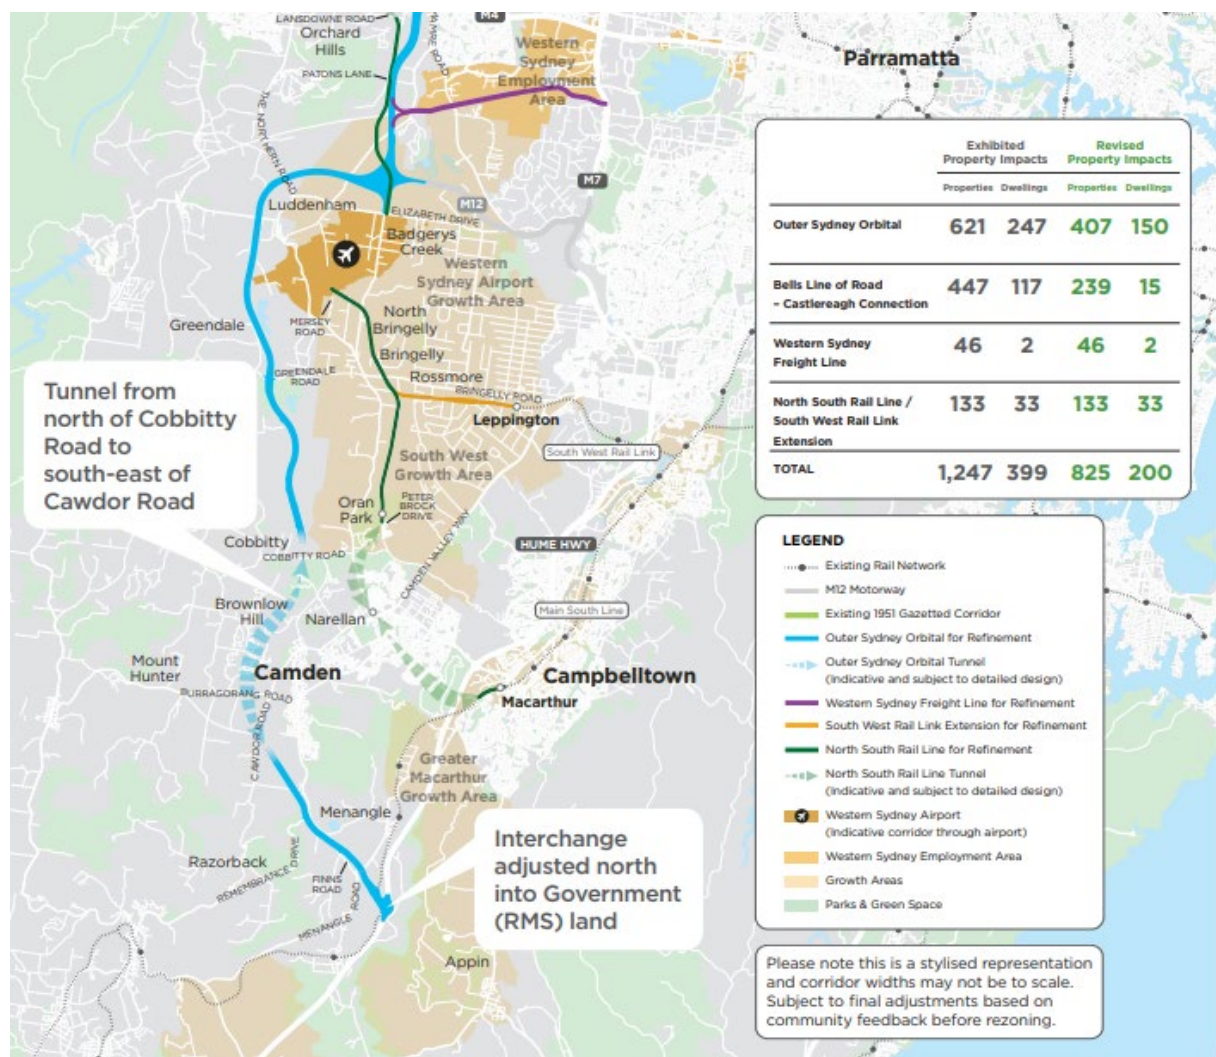 LANSDOWNE ROAD
M4
Orchard
Hills
MAMRE ROAD
Western
Sydney
Employment
Area
Parramatta
PATONS LANE
THE NORTHERN ROAD
M7
Luddenham
M12
ELIZABETH DRIVE
Badgerys
Creek
Western
Sydney Airport
Growth Area
Greendale
MERSEY
ROAD
North
Bringelly
Bringelly
GREENDALE
ROAD
Rossmore
BRINGELLY ROAD
Leppington
Tunnel from
north of Cobbitty
Road to
south-east of
Cawdor Road
South West
Growth Area
South West Rail Link
Oran
Park
PETER
BROCK
DRIVE
CAMDEN VALLEY WAY
Cobbitty
COBBITTY ROAD
HUME HWY
Brownlow
Hill
Narellan
Main South Line
Mount
Hunter
Camden
Campbelltown
BURRAGORANG ROAD
Macarthur
CAWDOR ROAD
Greater
Macarthur
Growth Area
Menangle
Razorback
REMEMBRANCE DRIVE
FINNS
ROAD
MENANGLE ROAD
Interchange
adjusted north
into Government
(RMS) land
Appin
Exhibited
Property Impacts
Revised
Property Impacts
Properties Dwellings Properties Dwellings
Outer Sydney Orbital 621 247 407 150
Bells Line of Road
– Castlereagh Connection 447 117 239 15
Western Sydney
Freight Line 46 2 46 2
North South Rail Line /
South West Rail Link
Extension 133 33 133 33
TOTAL 1,247 399 825 200
LEGEND
Existing Rail Network
M12 Motorway
Existing 1951 Gazetted Corridor
Outer Sydney Orbital for Refinement
Outer Sydney Orbital Tunnel
(Indicative and subject to detailed design)
Western Sydney Freight Line for Refinement
South West Rail Link Extension for Refinement
North South Rail Line for Refinement
North South Rail Line Tunnel
(Indicative and subject to detailed design)
Western Sydney Airport
(Indicative corridor through airport)
Western Sydney Employment Area
Growth Areas
Parks & Green Space
Please note this is a stylised representation
and corridor widths may not be to scale.
Subject to final adjustments based on
community feedback before rezoning.